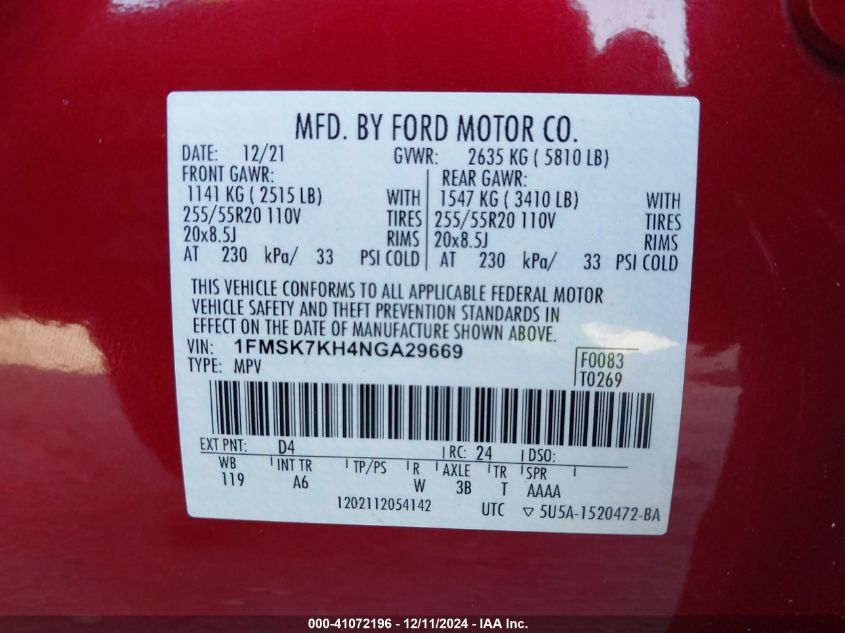 MFD. BY FORD MOTOR CO.
DATE: 12/21 GVWR: 2635 KG ( 5810 LB)
FRONT GAWR: REAR GAWR:
1141 KG ( 2515 LB) WITH 1547 KG ( 3410 LB) WITH
255/55R20 110V TIRES 255/55R20 110V TIRES
20x8.5J RIMS 20x8.5J RIMS
AT 230 kPa/ 33 PSI COLD AT 230 kPa/ 33 PSI COLD
THIS VEHICLE CONFORMS TO ALL APPLICABLE FEDERAL MOTOR
VEHICLE SAFETY AND THEFT PREVENTION STANDARDS IN
EFFECT ON THE DATE OF MANUFACTURE SHOWN ABOVE.
VIN: 1FMSK7KH4NGA29669
TYPE: MPV F0083
T0269
EXT PNT: D4 RC: 24 DSO:
WB INT TR TP/PS R AXLE TR SPR
119 A6 W 3B T AAAA
1202112054142 UTC ▽ 5U5A-1520472-BA
000-41072196 - 12/11/2024 - IAA Inc.